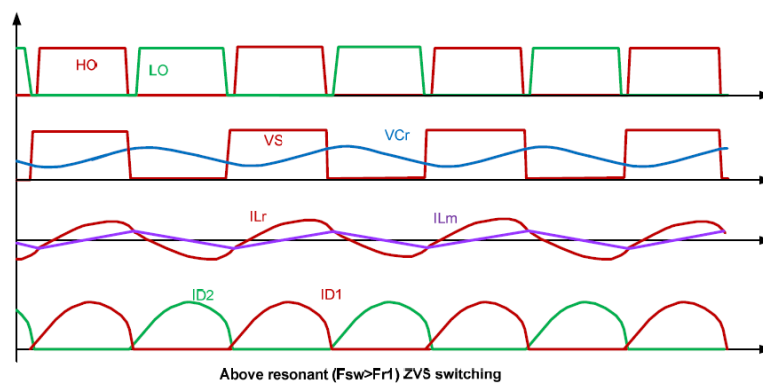 HO
LO
VS
VCr
ILr
ILm
ID2
ID1
Above resonant (Fsw>Fr1) ZVS switching